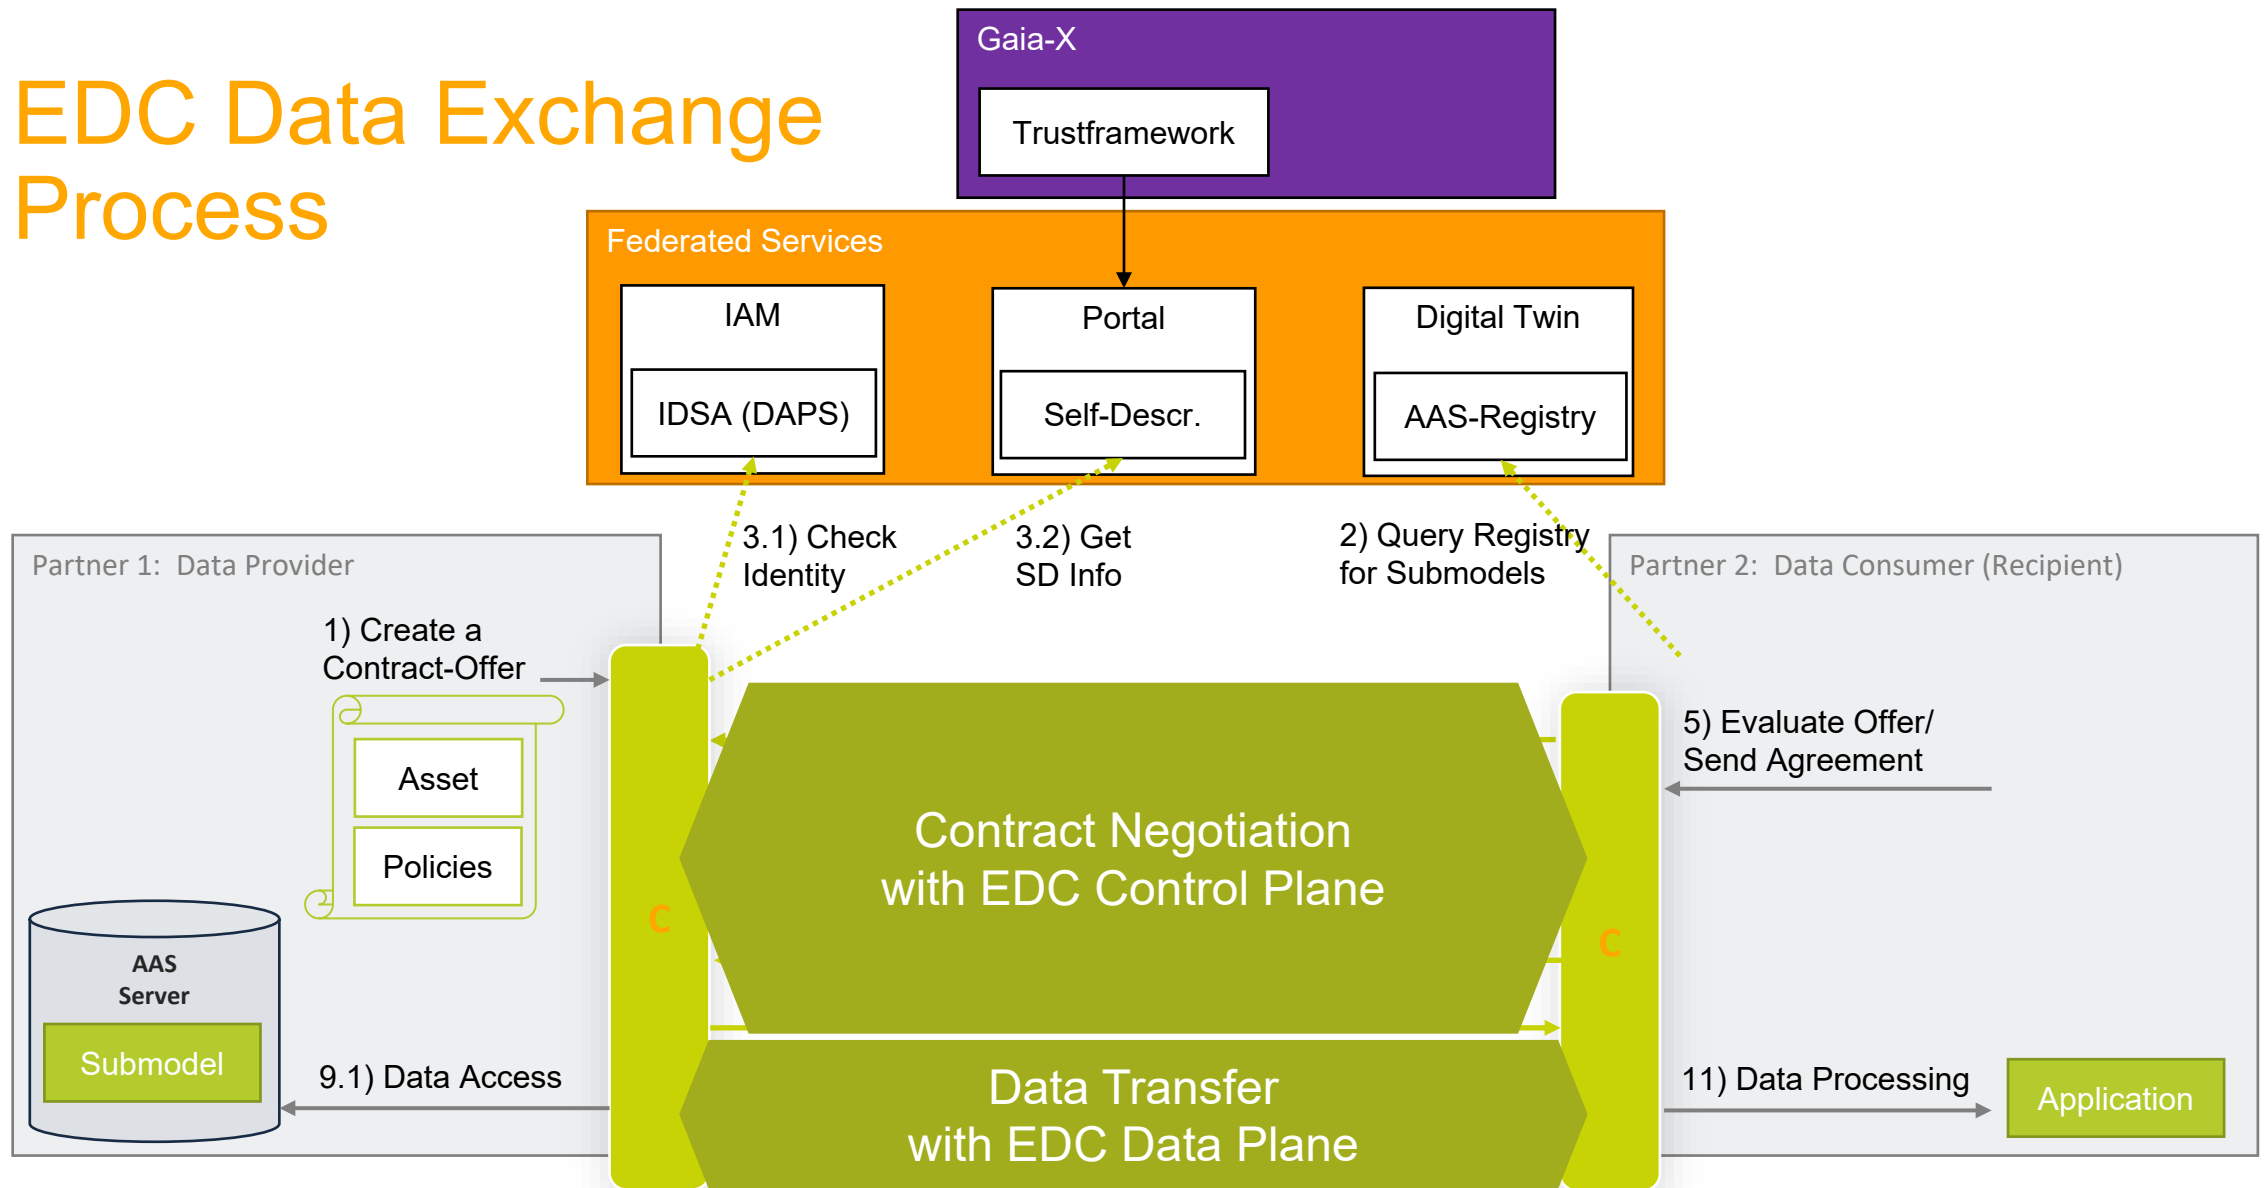 EDC Data Exchange
Process
Gaia-X
Trustframework
Federated Services
IAM
IDSA (DAPS)
Portal
Self-Descr.
Digital Twin
AAS-Registry
3.1) Check
Identity
3.2) Get
SD Info
2) Query Registry
for Submodels
Partner 1:  Data Provider
1) Create a
Contract-Offer
Asset
Policies
AAS
Server
Submodel
9.1) Data Access
C
Contract Negotiation
with EDC Control Plane
Data Transfer
with EDC Data Plane
C
Partner 2:  Data Consumer (Recipient)
5) Evaluate Offer/
Send Agreement
11) Data Processing
Application